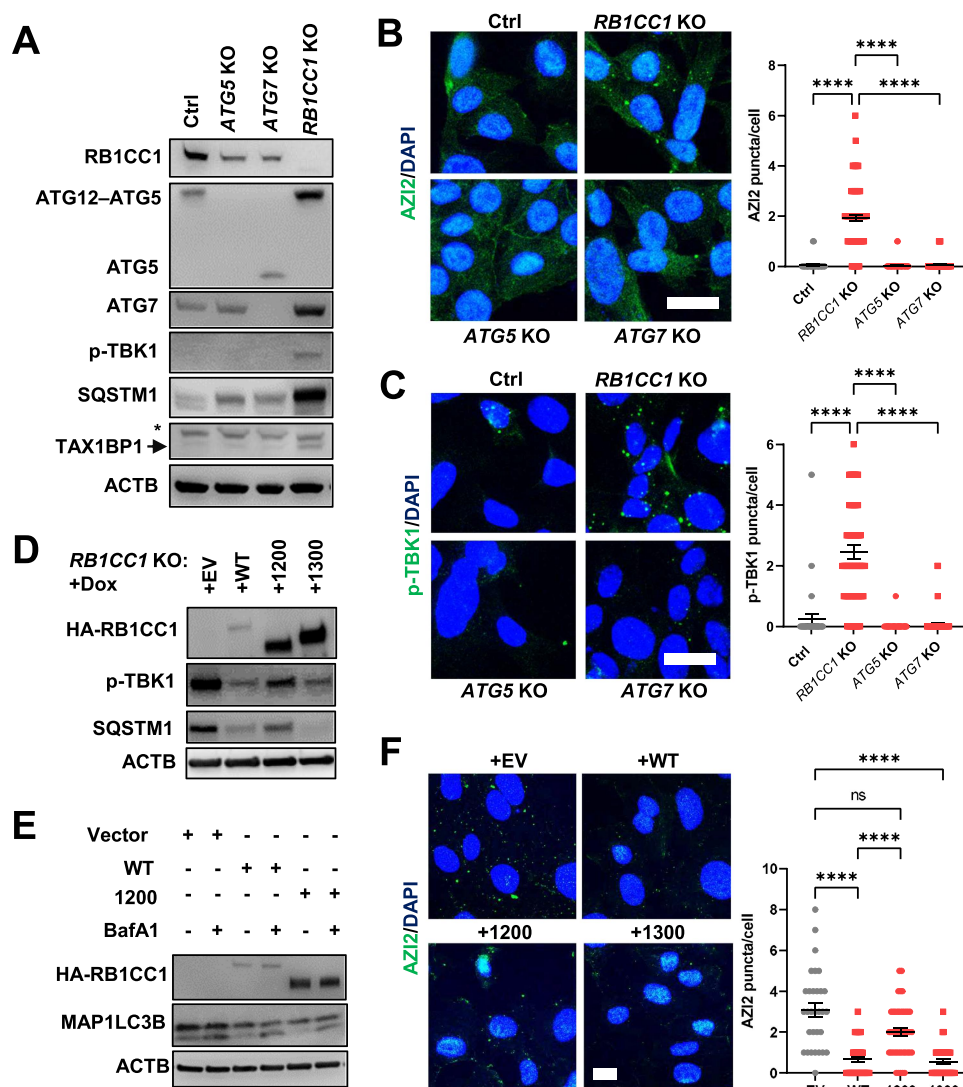 A
Ctrl
ATG5 KO
ATG7 KO
RB1CC1 KO
RB1CC1
ATG12–ATG5
ATG5
ATG7
p-TBK1
SQSTM1
*
TAX1BP1
ACTB
B
Ctrl
RB1CC1 KO
AZI2/DAPI
ATG5 KO
ATG7 KO
****
****
****
AZI2 puncta/cell
8
6
4
2
0
Ctrl
RB1CC1 KO
ATG5 KO
ATG7 KO
C
Ctrl
RB1CC1 KO
p-TBK1/DAPI
ATG5 KO
ATG7 KO
****
****
****
p-TBK1 puncta/cell
6
4
2
0
Ctrl
RB1CC1 KO
ATG5 KO
ATG7 KO
D
RB1CC1 KO:
+Dox
+EV
+WT
+1200
+1300
HA-RB1CC1
p-TBK1
SQSTM1
ACTB
E
Vector + + - - - -
WT - - + + - -
1200 - - - - + +
BafA1 - + - + - +
HA-RB1CC1
MAP1LC3B
ACTB
F
+EV
+WT
AZI2/DAPI
+1200
+1300
****
ns
****
****
AZI2 puncta/cell
10
8
6
4
2
0
EV
WT
1200
1300